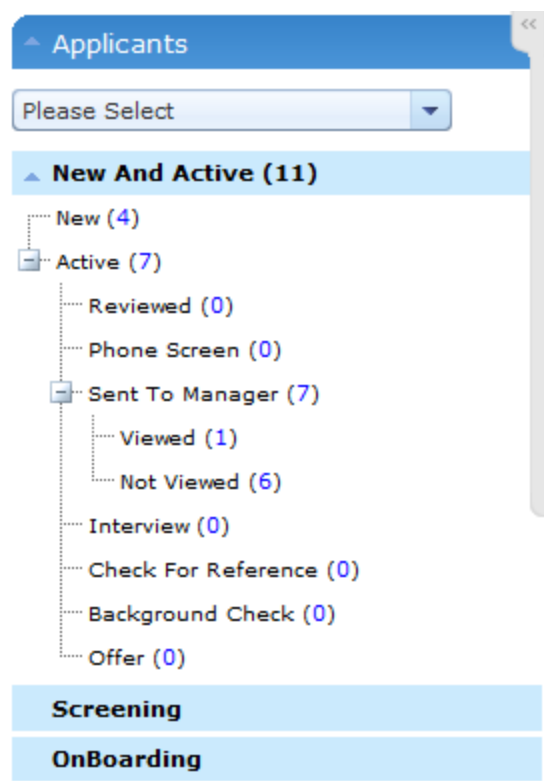 Applicants
Please Select
New And Active (11)
New (4)
Active (7)
Reviewed (0)
Phone Screen (0)
Sent To Manager (7)
Viewed (1)
Not Viewed (6)
Interview (0)
Check For Reference (0)
Background Check (0)
Offer (0)
Screening
OnBoarding